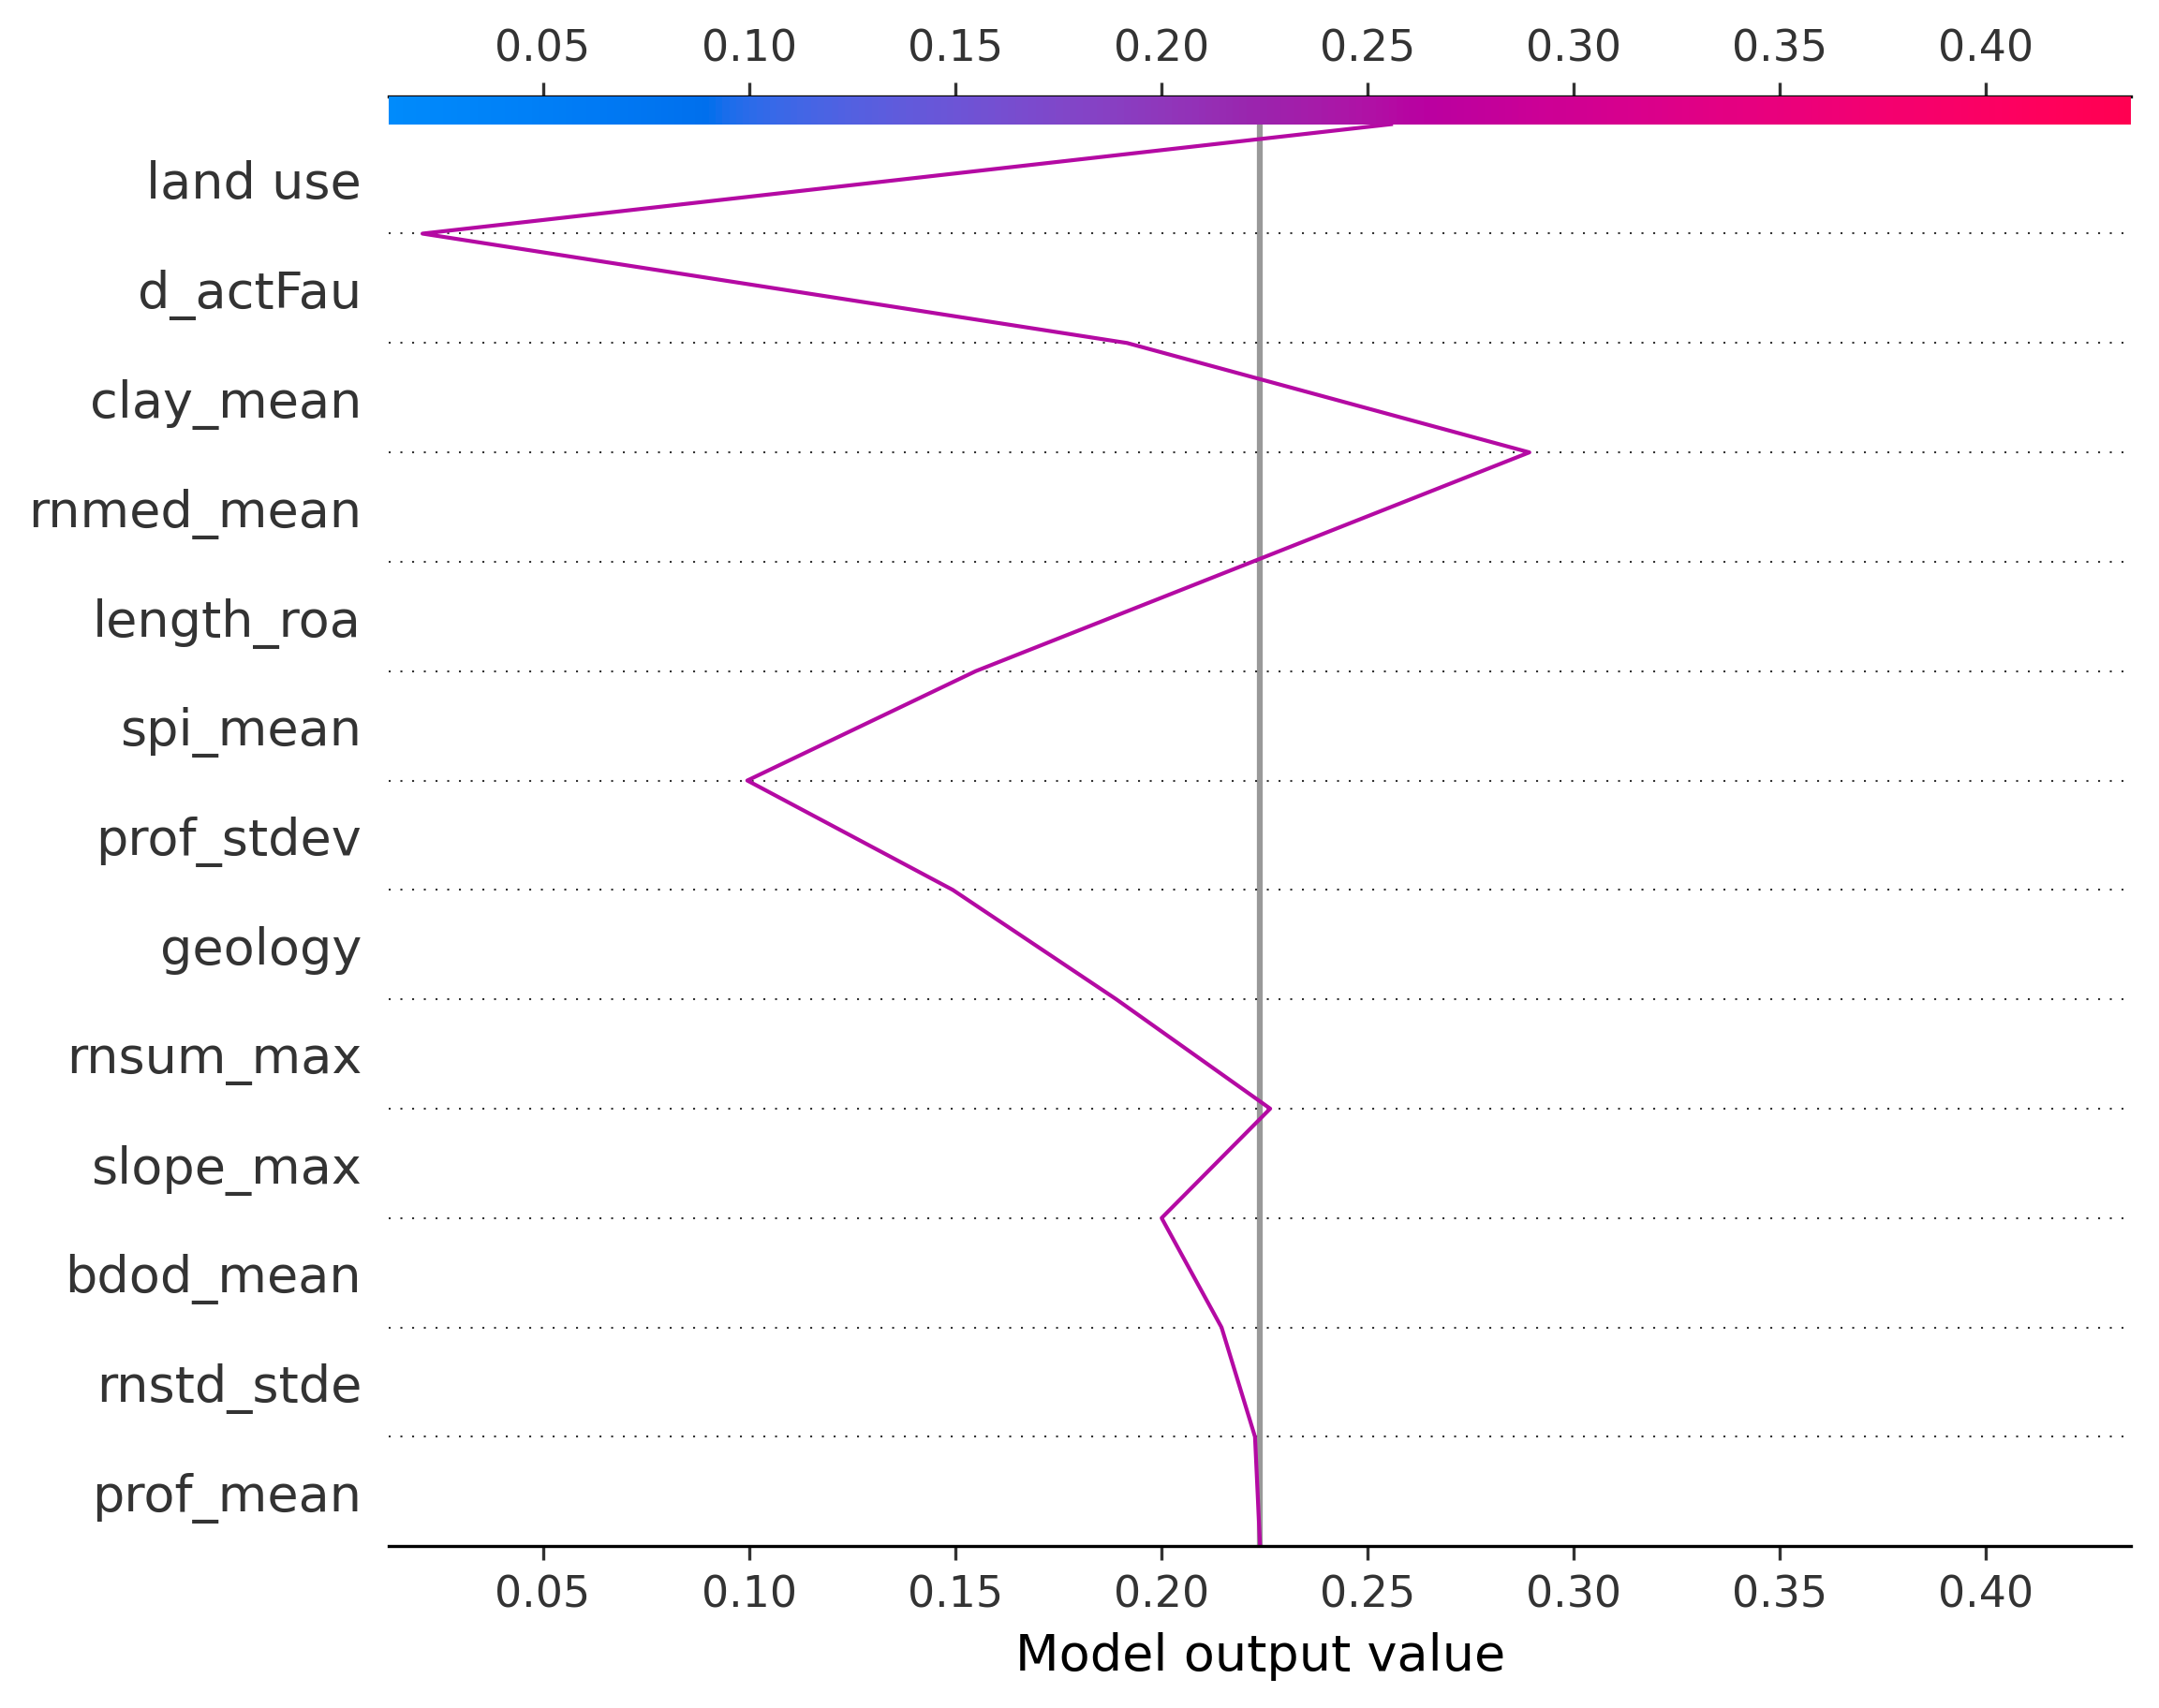 0.05 0.10 0.15 0.20 0.25 0.30 0.35 0.40
land use
d_actFau
clay_mean
rnmed_mean
length_roa
spi_mean
prof_stdev
geology
rnsum_max
slope_max
bdod_mean
rnstd_stde
prof_mean
0.05 0.10 0.15 0.20 0.25 0.30 0.35 0.40
Model output value